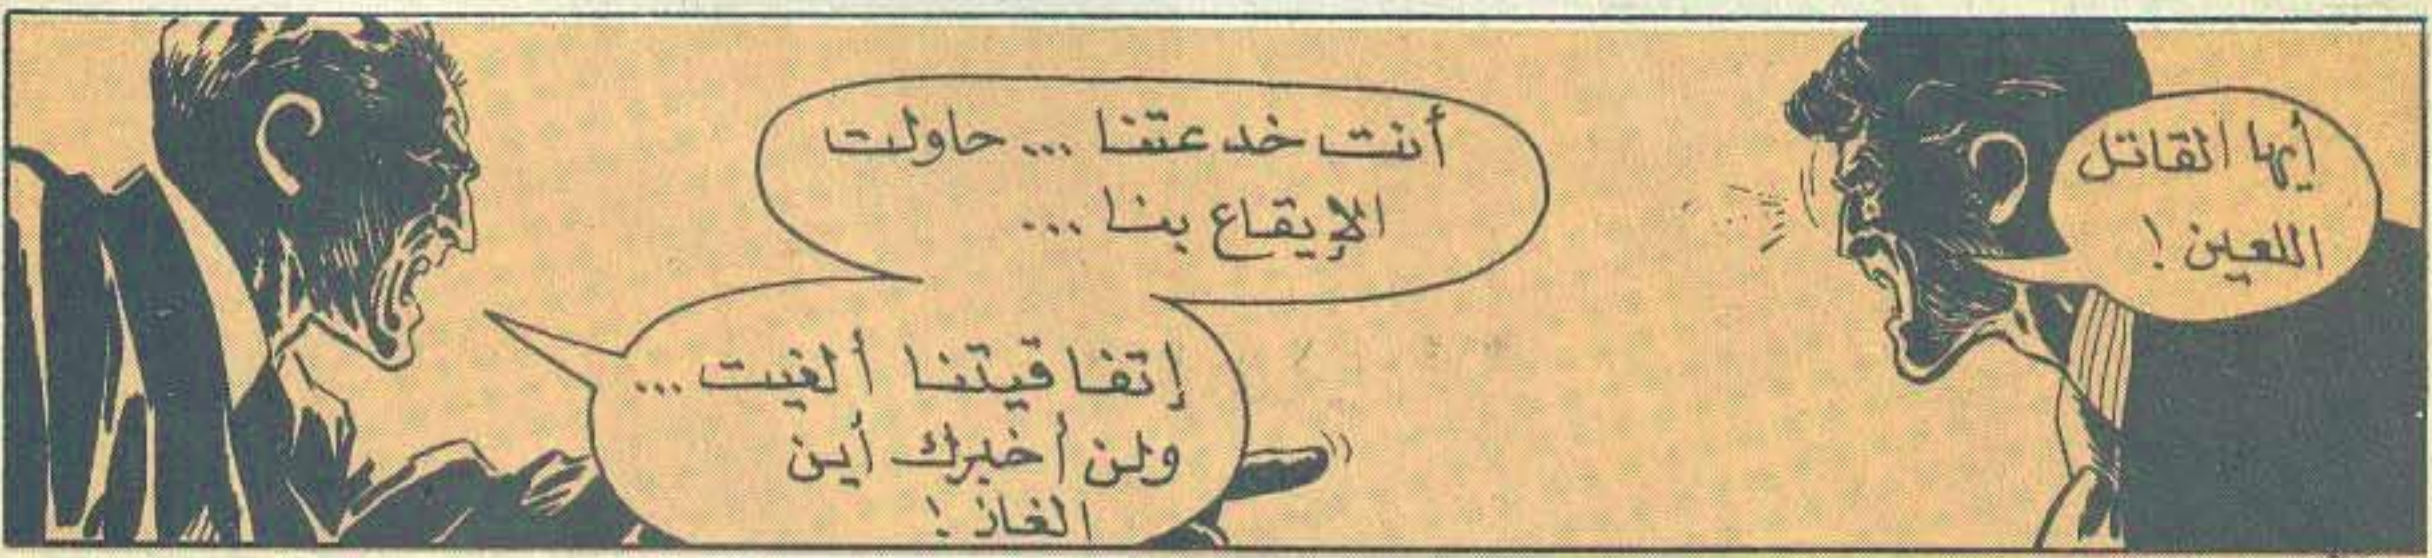 أيها القاتل
اللعين !
أنت خدعتنا ... حاولت
الإيقاع بنا ...
إتفاقيتنا ألغيت ...
ولن أخبرك أين
الغاز !